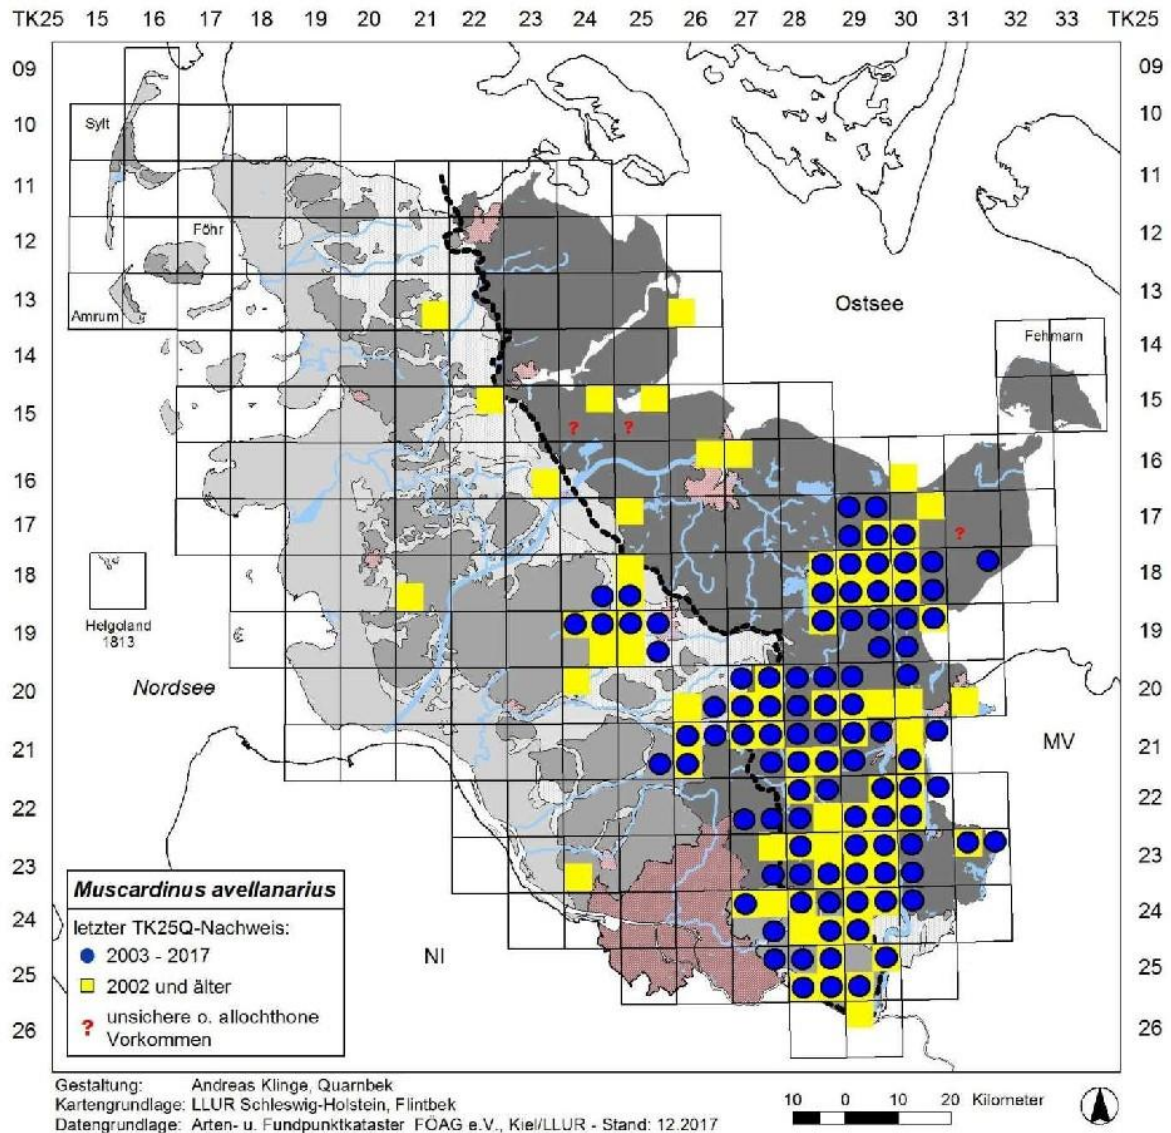 TK25 15 16 17 18 19 20 21 22 23 24 25 26 27 28 29 30 31 32 33 TK25
09 09
10 Sylt 10
11 11
12 Föhr 12
13 Amrum Ostsee 13
14 Fehmarn 14
15 ? ? 15
16 16
17 ? 17
18 18
19 Helgoland 19
1813
Nordsee
20 20
21 MV 21
22 22
23 23
Muscardinus avellanarius
24 letzter TK25Q-Nachweis: 24
2003 - 2017 NI
25 2002 und älter 25
? unsichere o. allochthone
26 Vorkommen 26
Gestaltung: Andreas Klinge, Quarnbek
Kartengrundlage: LLUR Schleswig-Holstein, Flintbek
Datengrundlage: Arten- u. Fundpunktkataster FÖAG e.V., Kiel/LLUR - Stand: 12.2017
10 0 10 20 Kilometer